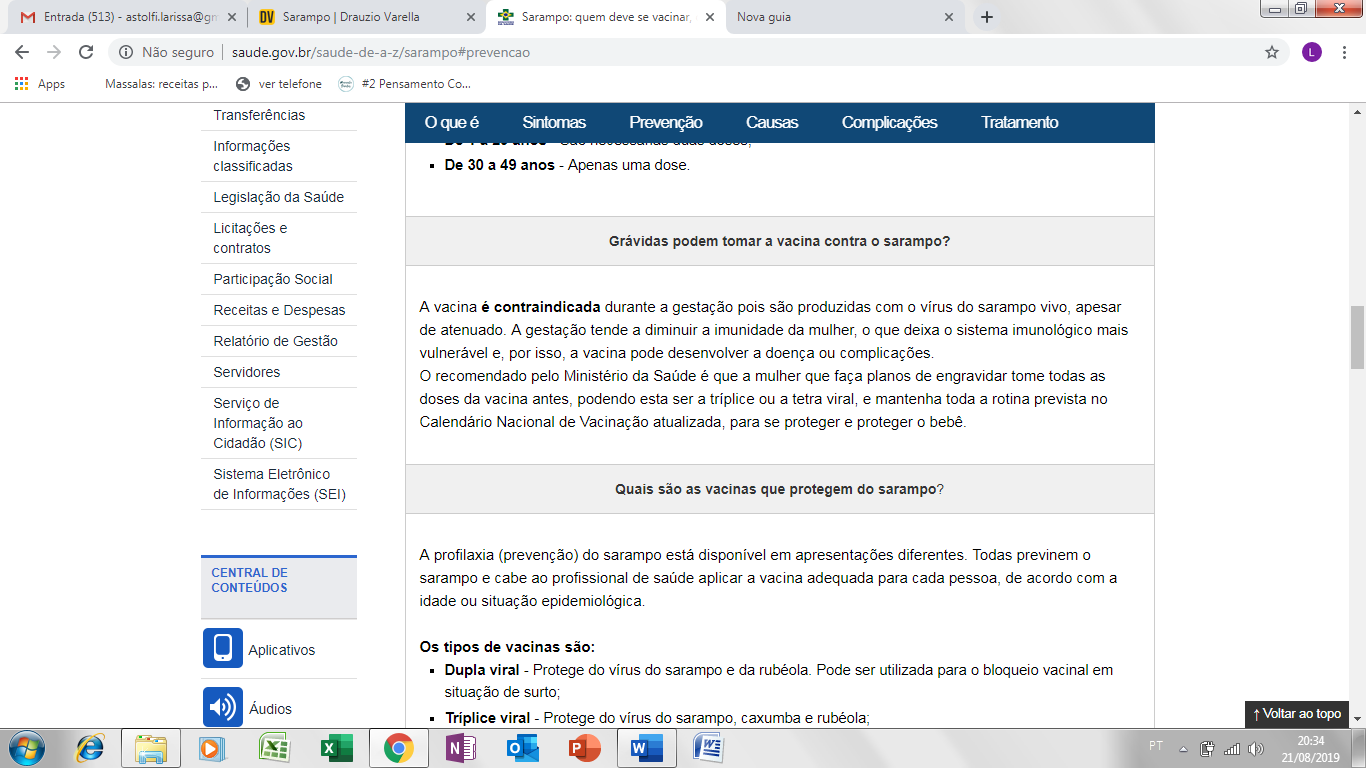 Entrada (513) - astolfi.larissa@gm
Sarampo | Drauzio Varella
Sarampo: quem deve se vacinar,
Nova guia
Não seguro
saude.gov.br/saude-de-a-z/sarampo#prevencao
L
Apps
Massalas: receitas p...
ver telefone
#2 Pensamento Co...
Transferências
Informações
classificadas
Legislação da Saúde
Licitações e
contratos
Participação Social
Receitas e Despesas
Relatório de Gestão
Servidores
Serviço de
Informação ao
Cidadão (SIC)
Sistema Eletrônico
de Informações (SEI)
CENTRAL DE
CONTEÚDOS
Aplicativos
Áudios
O que é Sintomas Prevenção Causas Complicações Tratamento
De 30 a 49 anos - Apenas uma dose.
Grávidas podem tomar a vacina contra o sarampo?
A vacina é contraindicada durante a gestação pois são produzidas com o vírus do sarampo vivo, apesar
de atenuado. A gestação tende a diminuir a imunidade da mulher, o que deixa o sistema imunológico mais
vulnerável e, por isso, a vacina pode desenvolver a doença ou complicações.
O recomendado pelo Ministério da Saúde é que a mulher que faça planos de engravidar tome todas as
doses da vacina antes, podendo esta ser a tríplice ou a tetra viral, e mantenha toda a rotina prevista no
Calendário Nacional de Vacinação atualizada, para se proteger e proteger o bebê.
Quais são as vacinas que protegem do sarampo?
A profilaxia (prevenção) do sarampo está disponível em apresentações diferentes. Todas previnem o
sarampo e cabe ao profissional de saúde aplicar a vacina adequada para cada pessoa, de acordo com a
idade ou situação epidemiológica.
Os tipos de vacinas são:
Dupla viral - Protege do vírus do sarampo e da rubéola. Pode ser utilizada para o bloqueio vacinal em
situação de surto;
Tríplice viral - Protege do vírus do sarampo, caxumba e rubéola;
↑ Voltar ao topo
PT
20:34
21/08/2019